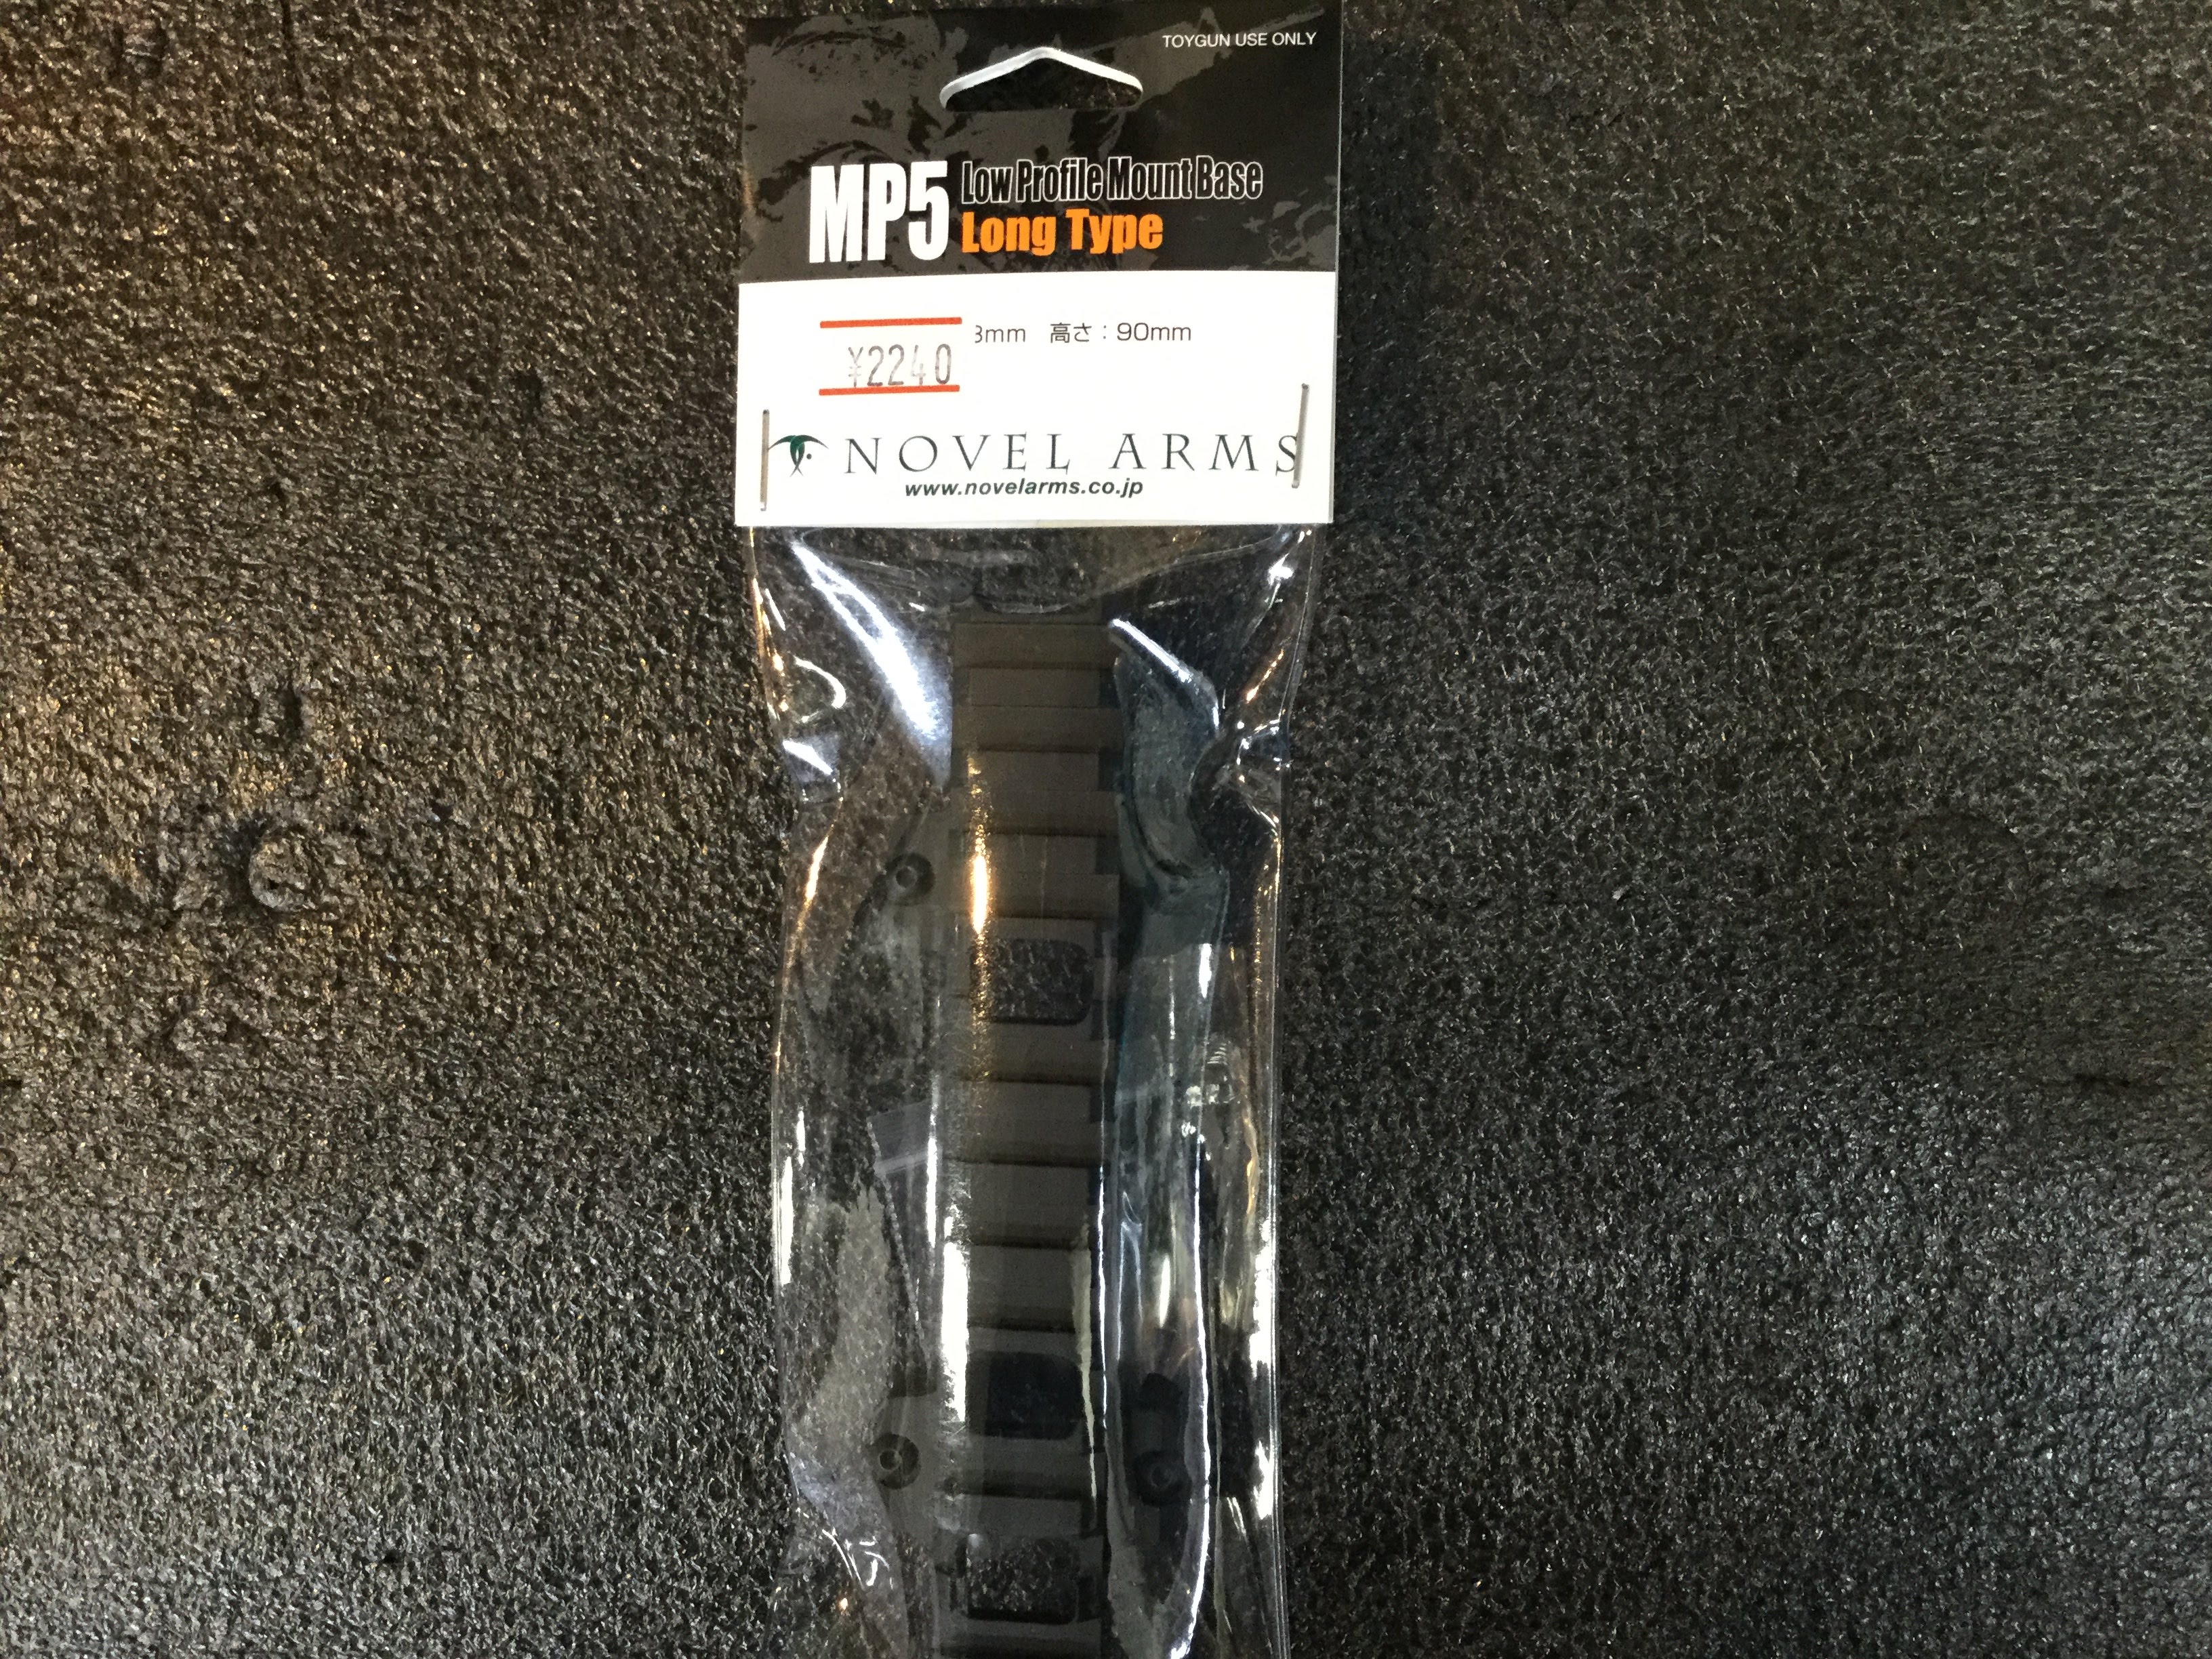 TOYGUN USE ONLY
MP5 Low Profile Mount Base
Long Type
mm 高さ：90mm
¥2240
NOVEL ARMS
www.novelarms.co.jp